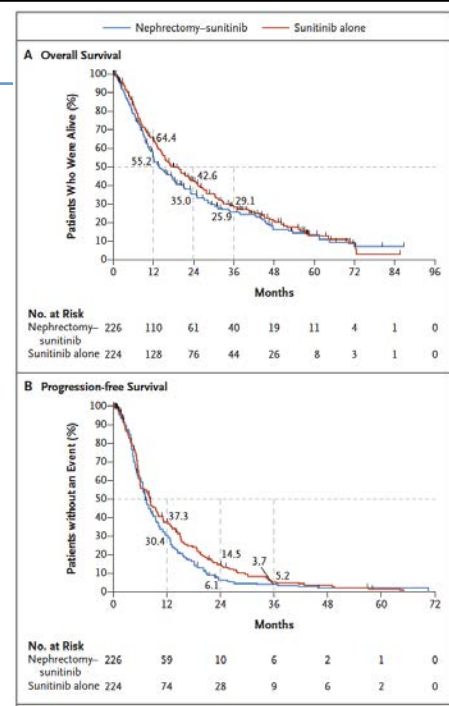 Nephrectomy–sunitinib Sunitinib alone
A Overall Survival
Patients Who Were Alive (%)
100
90
80
70
60
50
40
30
20
10
0
64.4
55.2
42.6
35.0
29.1
25.9
0 12 24 36 48 60 72 84 96
Months
No. at Risk
Nephrectomy– 226 110 61 40 19 11 4 1 0
sunitinib
Sunitinib alone 224 128 76 44 26 8 3 1 0
B Progression-free Survival
Patients without an Event (%)
100
90
80
70
60
50
40
30
20
10
0
37.3
30.4
14.5
6.1
3.7
5.2
0 12 24 36 48 60 72
Months
No. at Risk
Nephrectomy– 226 59 10 6 2 1 0
sunitinib
Sunitinib alone 224 74 28 9 6 2 0